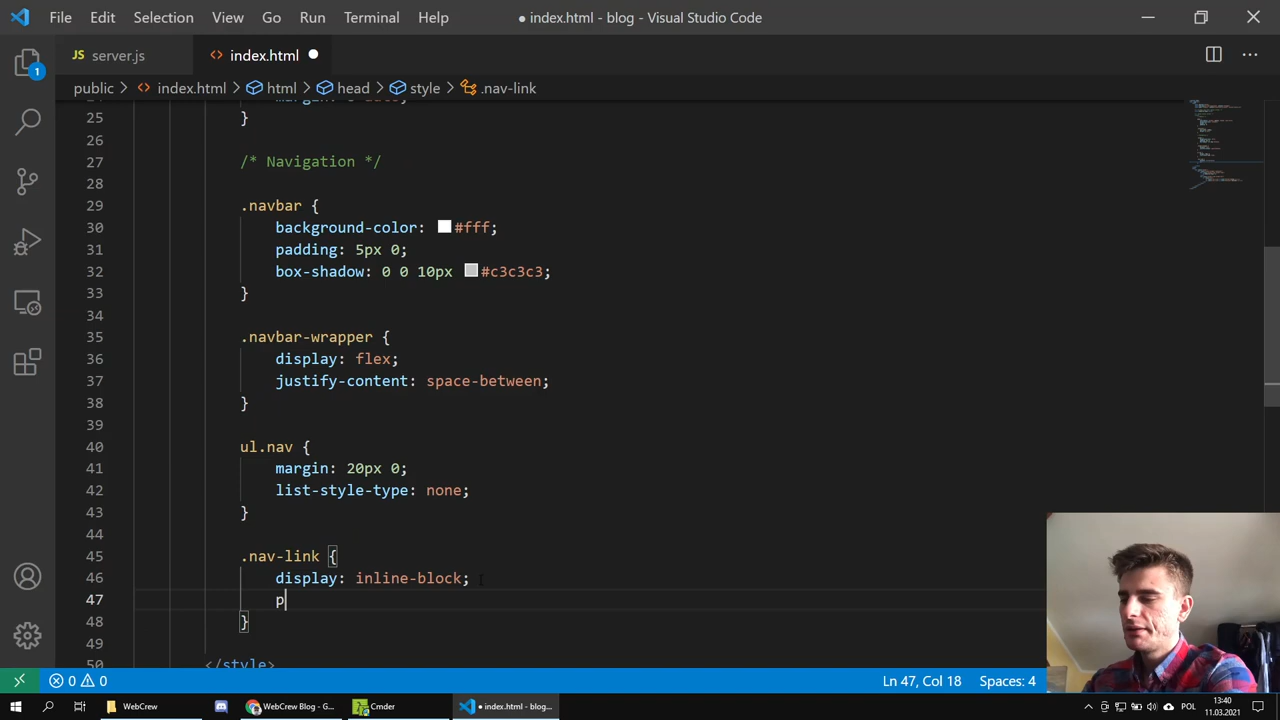 File Edit Selection View Go Run Terminal Help
● index.html - blog - Visual Studio Code
1
JS server.js
<> index.html ●
public > <> index.html > html > head > style > .nav-link
25 }
26
27 /* Navigation */
28
29 .navbar {
30 background-color: #fff;
31 padding: 5px 0;
32 box-shadow: 0 0 10px #c3c3c3;
33 }
34
35 .navbar-wrapper {
36 display: flex;
37 justify-content: space-between;
38 }
39
40 ul.nav {
41 margin: 20px 0;
42 list-style-type: none;
43 }
44
45 .nav-link {
46 display: inline-block;
47 p
48 }
49
50 </style>
0 0
Ln 47, Col 18 Spaces: 4
WebCrew
WebCrew Blog - G...
Cmder
● index.html - blog...
POL
13:40
11.03.2021